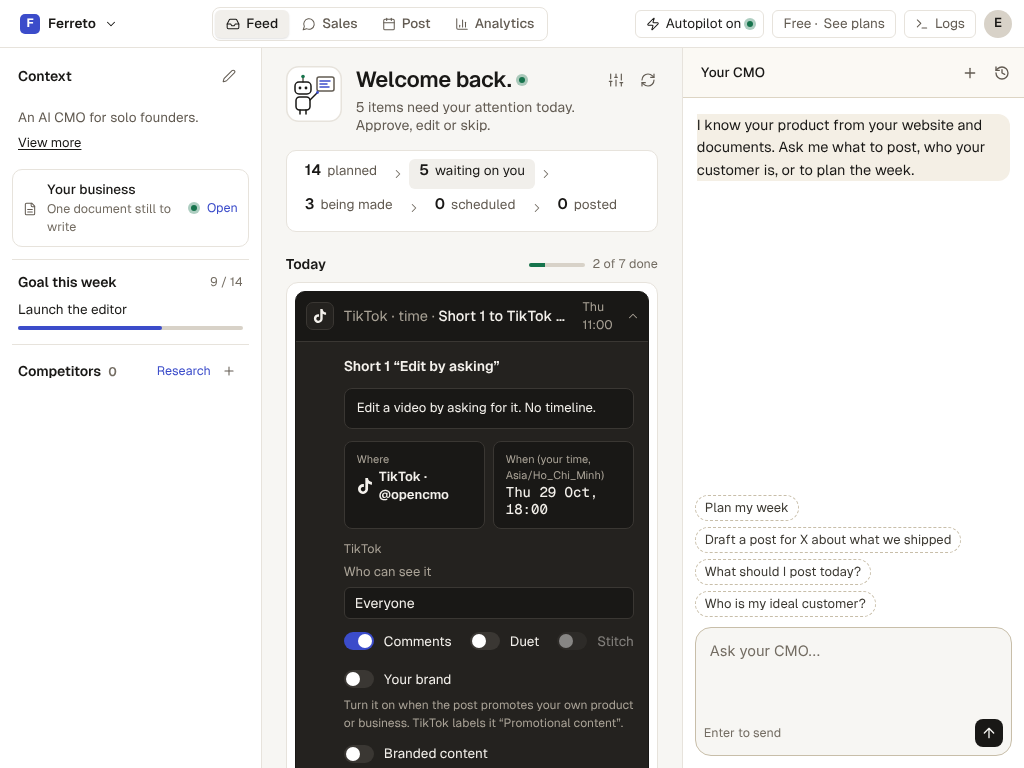 F Ferreto
Feed
Sales
Post
Analytics
Autopilot on
Free · See plans
Logs
E
Context
An AI CMO for solo founders.
View more
Your business
One document still to
write
Open
Goal this week
9 / 14
Launch the editor
Competitors 0
Research
Welcome back.
5 items need your attention today.
Approve, edit or skip.
14 planned
5 waiting on you
3 being made
0 scheduled
0 posted
Today
2 of 7 done
TikTok · time · Short 1 to TikTok ...
Thu
11:00
Short 1 “Edit by asking”
Edit a video by asking for it. No timeline.
Where
TikTok ·
@opencmo
When (your time,
Asia/Ho_Chi_Minh)
Thu 29 Oct,
18:00
TikTok
Who can see it
Everyone
Comments
Duet
Stitch
Your brand
Turn it on when the post promotes your own product
or business. TikTok labels it “Promotional content”.
Branded content
Your CMO
I know your product from your website and
documents. Ask me what to post, who your
customer is, or to plan the week.
Plan my week
Draft a post for X about what we shipped
What should I post today?
Who is my ideal customer?
Ask your CMO...
Enter to send